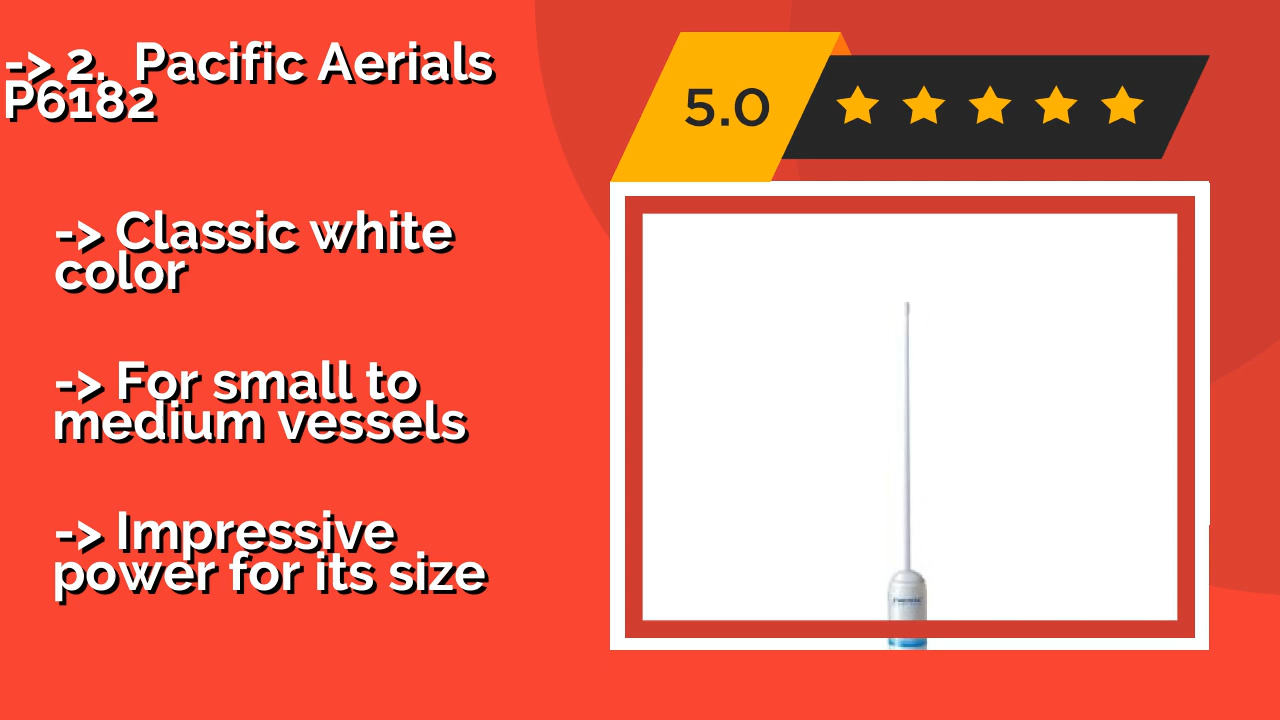 -> 2. Pacific Aerials
P6182
5.0
-> Classic white
color
-> For small to
medium vessels
-> Impressive
power for its size